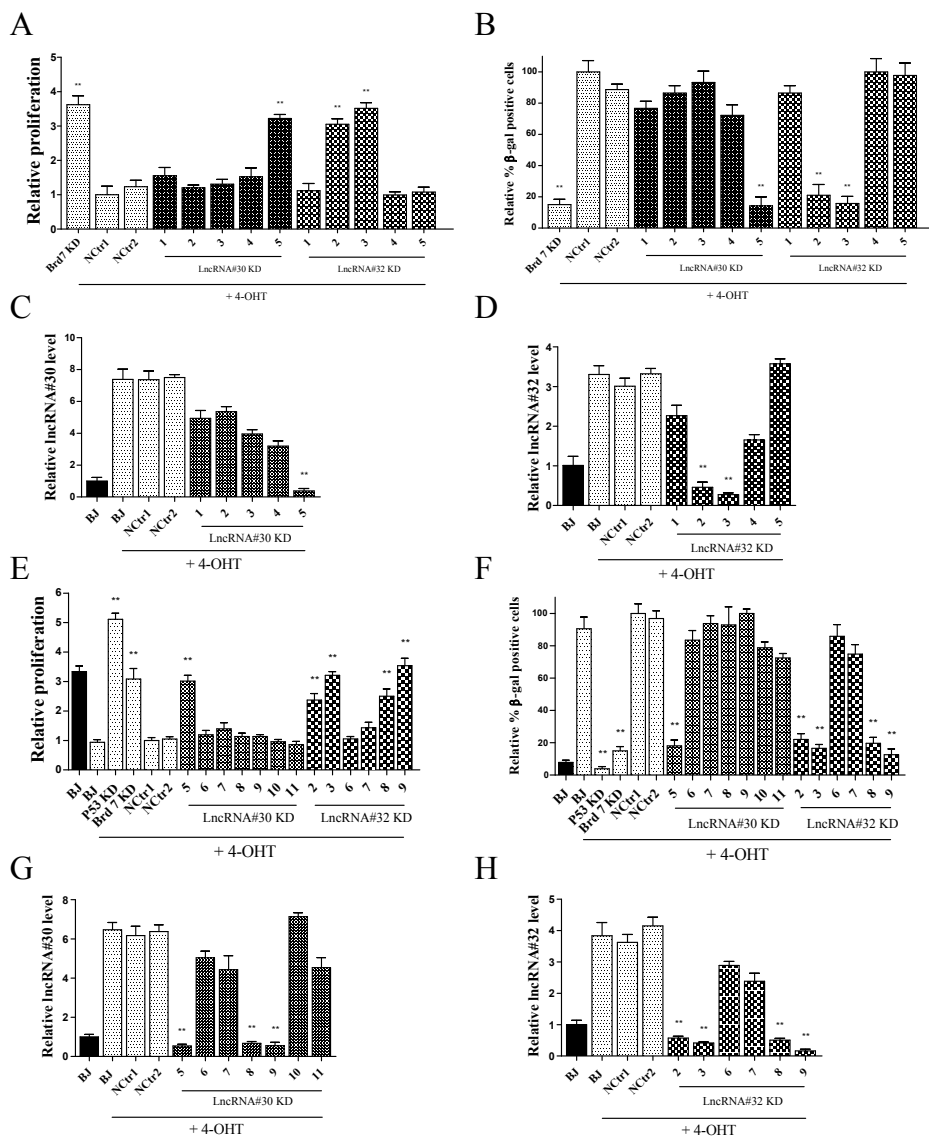 A
Relative proliferation
5
4
3
2
1
0
** ** ** **
Brd7 KD NCtr1 NCtr2 1 2 3 4 5 1 2 3 4 5
LncRNA#30 KD LncRNA#32 KD
+ 4-OHT
B
Relative % β-gal positive cells
100
80
60
40
20
0
** ** ** **
Brd 7 KD NCtr1 NCtr2 1 2 3 4 5 1 2 3 4 5
LncRNA#30 KD LncRNA#32 KD
+ 4-OHT
C
Relative lncRNA#30 level
10
8
6
4
2
0
**
BJ BJ NCtr1 NCtr2 1 2 3 4 5
LncRNA#30 KD
+ 4-OHT
D
Relative lncRNA#32 level
4
3
2
1
0
** **
BJ BJ NCtr1 NCtr2 1 2 3 4 5
LncRNA#32 KD
+ 4-OHT
E
Relative proliferation
6
5
4
3
2
1
0
** ** ** ** ** ** **
BJ BJ P53 KD Brd 7 KD NCtr1 NCtr2 5 6 7 8 9 10 11 2 3 6 7 8 9
LncRNA#30 KD LncRNA#32 KD
+ 4-OHT
F
Relative % β-gal positive cells
100
80
60
40
20
0
** ** ** ** ** ** **
BJ BJ P53 KD Brd 7 KD NCtr1 NCtr2 5 6 7 8 9 10 11 2 3 6 7 8 9
LncRNA#30 KD LncRNA#32 KD
+ 4-OHT
G
Relative lncRNA#30 level
8
6
4
2
0
** ** **
BJ BJ NCtr1 NCtr2 5 6 7 8 9 10 11
LncRNA#30 KD
+ 4-OHT
H
Relative lncRNA#32 level
5
4
3
2
1
0
** ** ** **
BJ BJ NCtr1 NCtr2 2 3 6 7 8 9
LncRNA#32 KD
+ 4-OHT